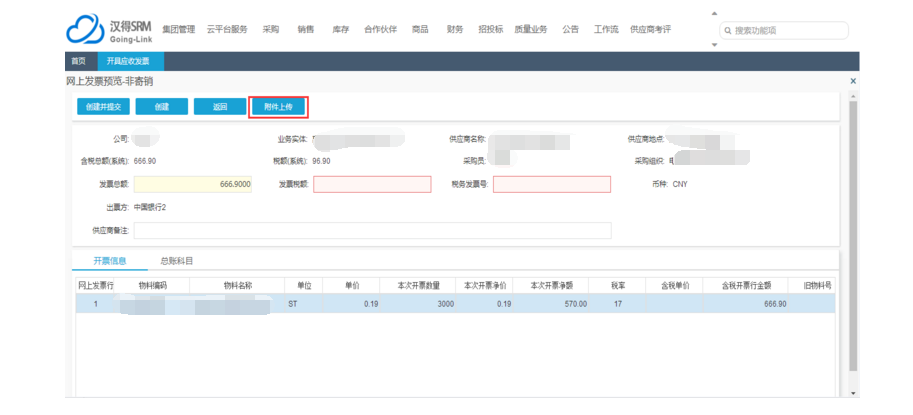 汉得SRM
Going-Link
集团管理 云平台服务 采购 销售 库存 合作伙伴 商品 财务 招投标 质量业务 公告 工作流 供应商考评 搜索功能项
首页 开具应收发票
网上发票预览-非寄销 x
创建并提交 创建 返回 附件上传
公司: 业务实体: 供应商名称: 供应商地点:
含税总额(系统): 666.90 税额(系统): 96.90 采购员: 采购组织:
发票总额: 666.9000 发票税额: 税务发票号: 币种: CNY
出票方: 中国银行2
供应商备注:
开票信息 总账科目
网上发票行 物料编码 物料名称 单位 单价 本次开票数量 本次开票净价 本次开票净额 税率 含税单价 含税开票行金额 旧物料号
1 ST 0.19 3000 0.19 570.00 17 666.90